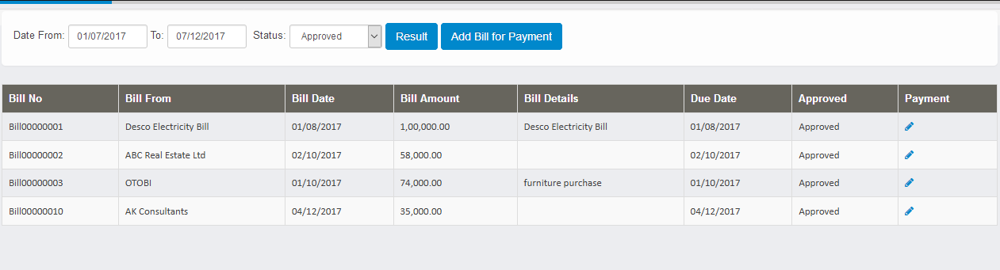 Date From: 01/07/2017 To: 07/12/2017 Status: Approved Result Add Bill for Payment
Bill No Bill From Bill Date Bill Amount Bill Details Due Date Approved Payment
Bill00000001 Desco Electricity Bill 01/08/2017 1,00,000.00 Desco Electricity Bill 01/08/2017 Approved
Bill00000002 ABC Real Estate Ltd 02/10/2017 58,000.00 02/10/2017 Approved
Bill00000003 OTOBI 01/10/2017 74,000.00 furniture purchase 01/10/2017 Approved
Bill00000010 AK Consultants 04/12/2017 35,000.00 04/12/2017 Approved